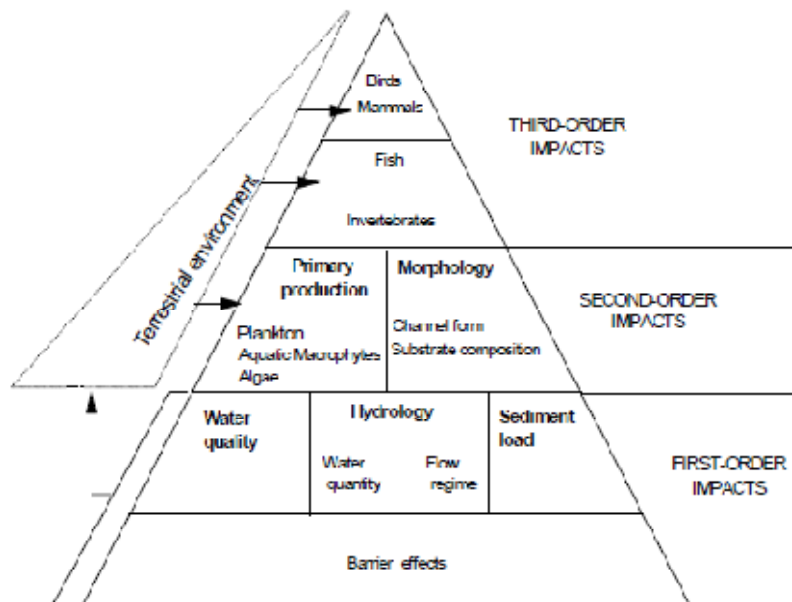 Birds
Mammals
THIRD-ORDER
IMPACTS
Fish
Invertebrates
Terrestrial environment
Primary
production
Morphology
Plankton
Aquatic Macrophytes
Algae
Channel form
Substrate composition
SECOND-ORDER
IMPACTS
Water
quality
Hydrology
Water
quantity
Flow
regime
Sediment
load
FIRST-ORDER
IMPACTS
Barrier effects